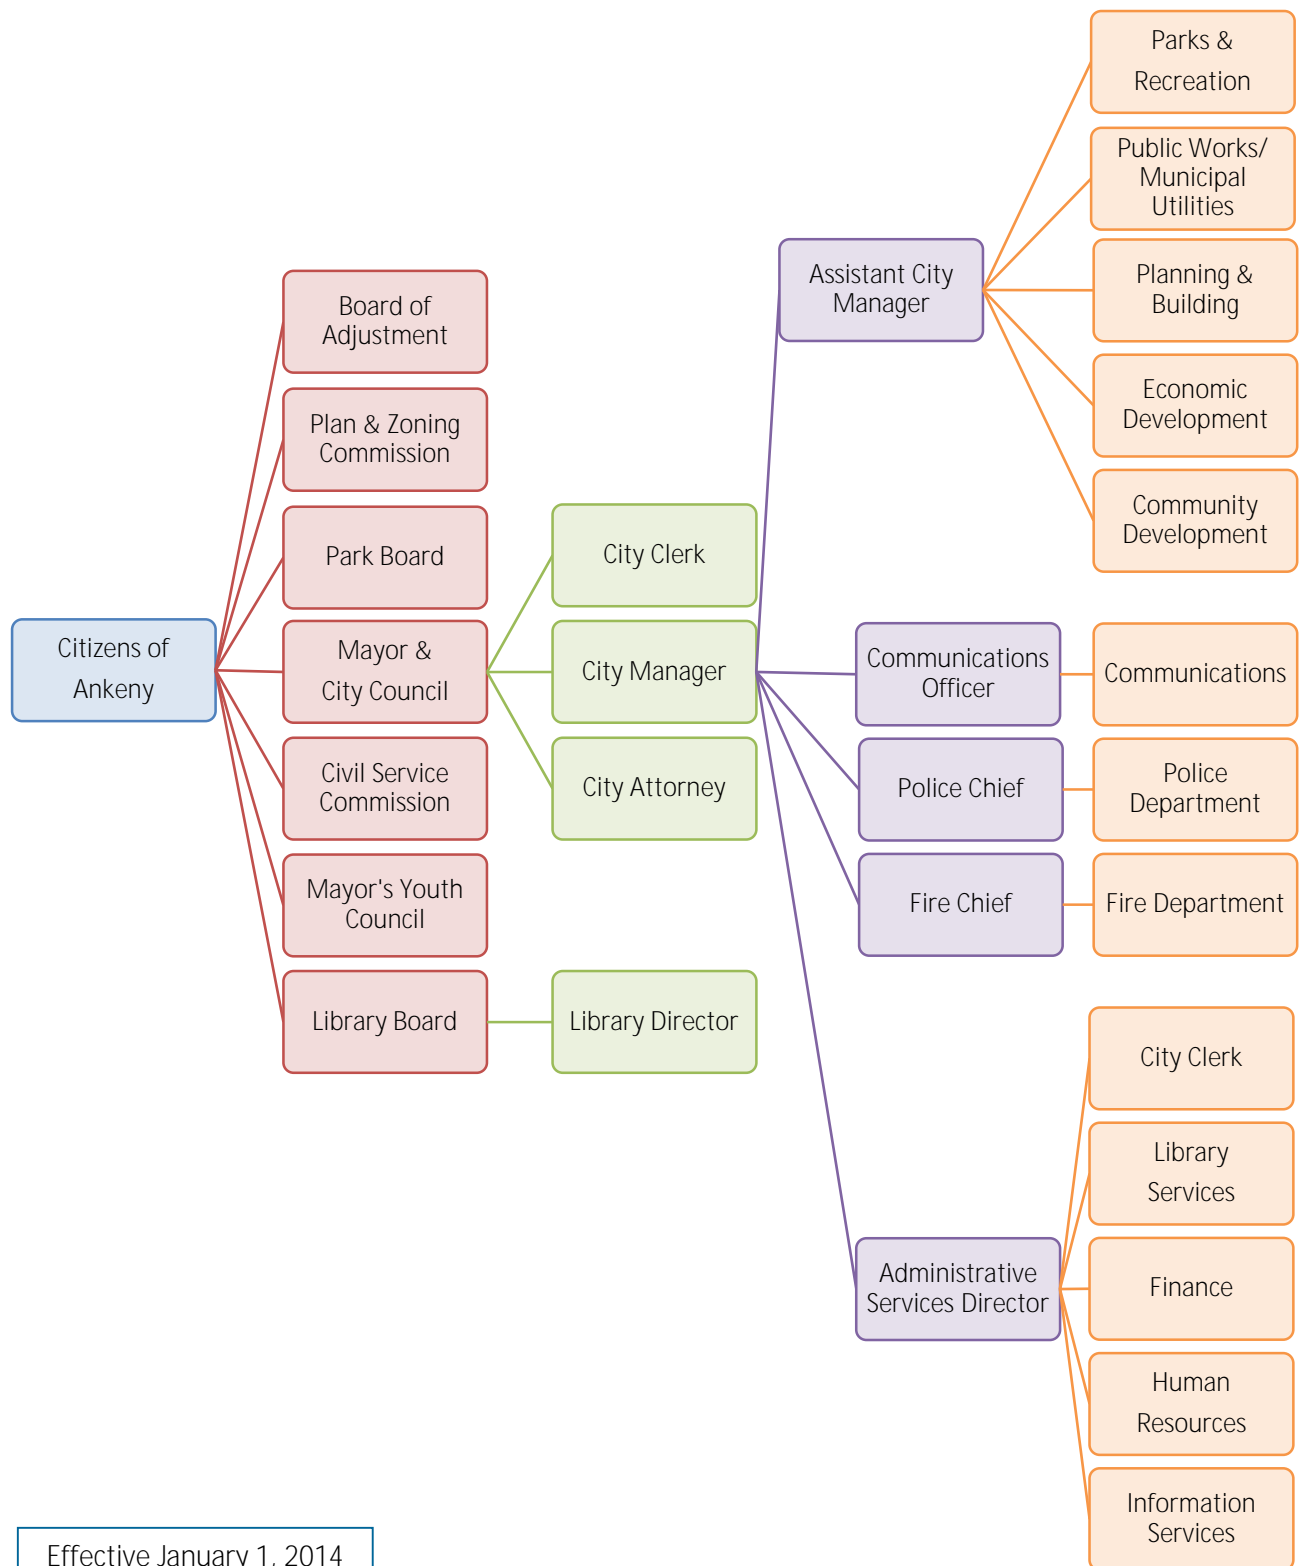 Citizens of
Ankeny
Board of
Adjustment
Plan & Zoning
Commission
Park Board
Mayor &
City Council
Civil Service
Commission
Mayor's Youth
Council
Library Board
City Clerk
City Manager
City Attorney
Library Director
Assistant City
Manager
Communications
Officer
Police Chief
Fire Chief
Administrative
Services Director
Parks &
Recreation
Public Works/
Municipal
Utilities
Planning &
Building
Economic
Development
Community
Development
Communications
Police
Department
Fire Department
City Clerk
Library
Services
Finance
Human
Resources
Information
Services
Effective January 1, 2014